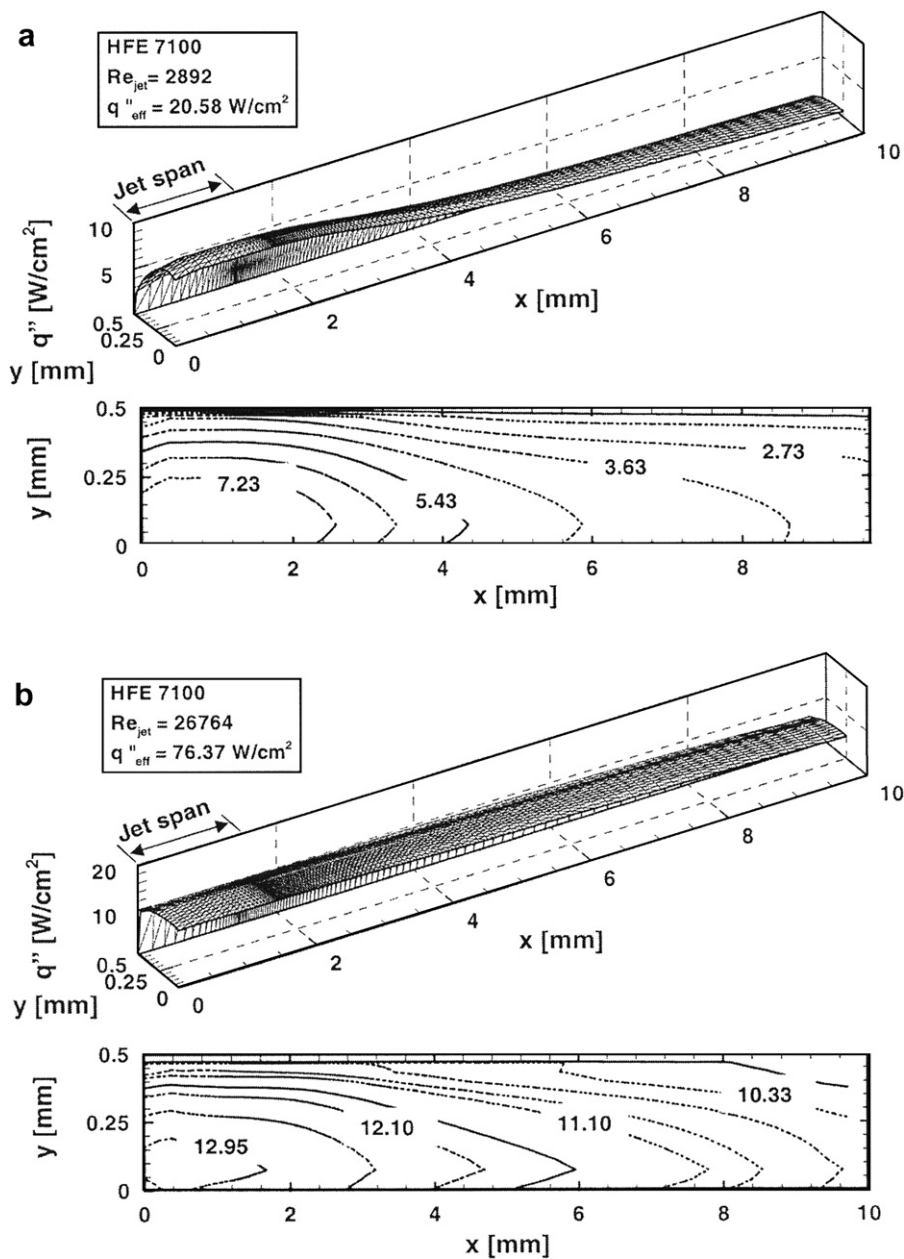 a
HFE 7100
Re_jet = 2892
q "_eff = 20.58 W/cm²
Jet span
10
5
q” [W/cm²]
0.5
0.25
0
y [mm]
0
2
4
6
8
10
x [mm]
0.5
0.25
0
y [mm]
7.23
5.43
3.63
2.73
0
2
4
6
8
x [mm]
b
HFE 7100
Re_jet = 26764
q "_eff = 76.37 W/cm²
Jet span
20
10
q” [W/cm²]
0.5
0.25
0
y [mm]
0
2
4
6
8
10
x [mm]
0.5
0.25
0
y [mm]
12.95
12.10
11.10
10.33
0
2
4
6
8
10
x [mm]